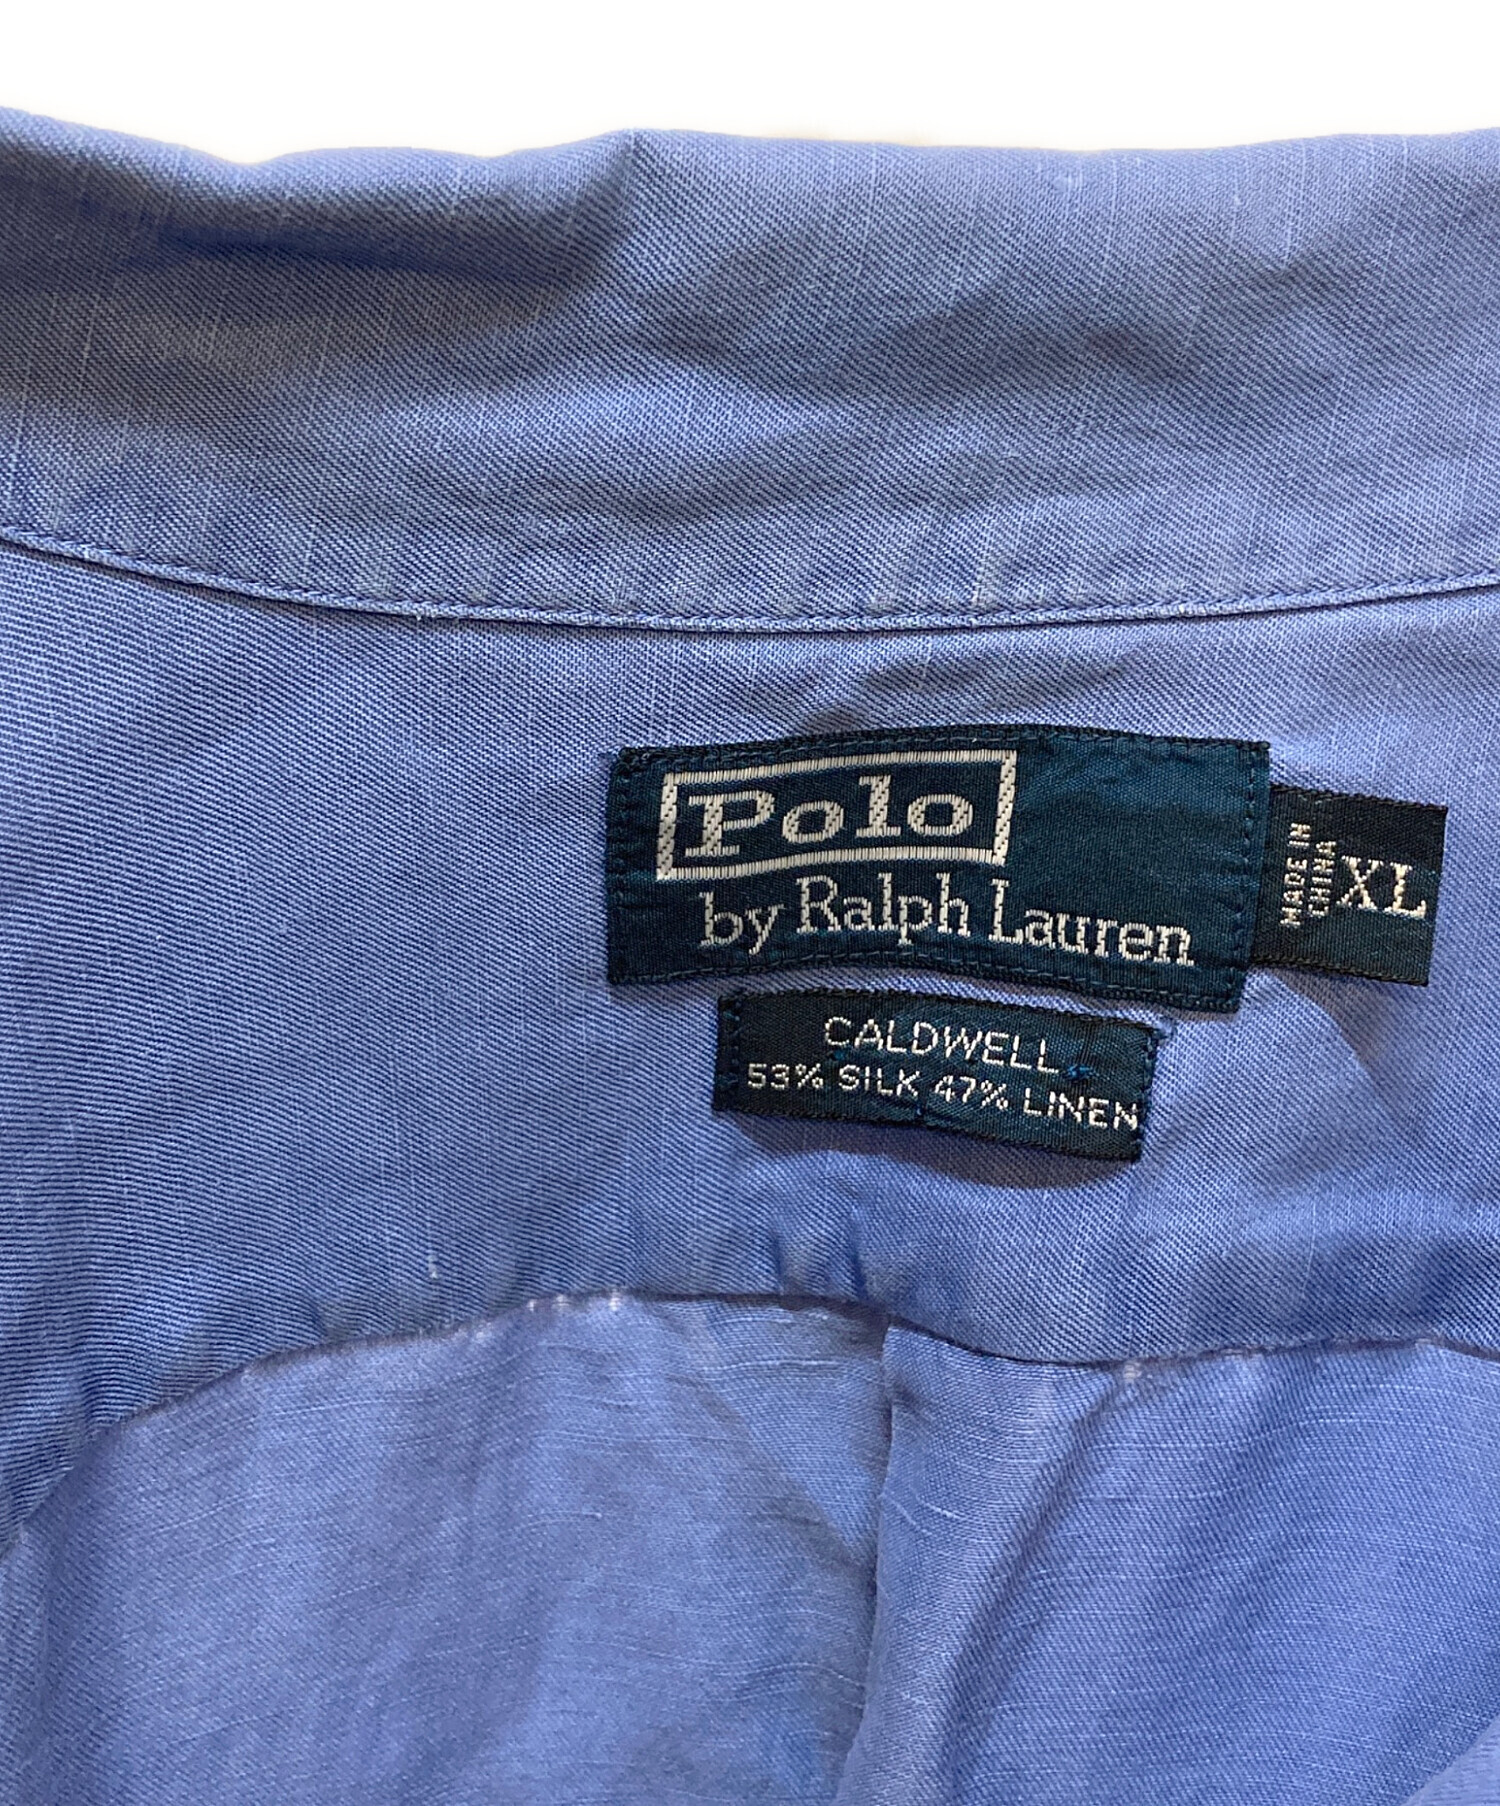 Polo
by Ralph Lauren
MADE IN
CHINA
XL
CALDWELL
53% SILK 47% LINEN